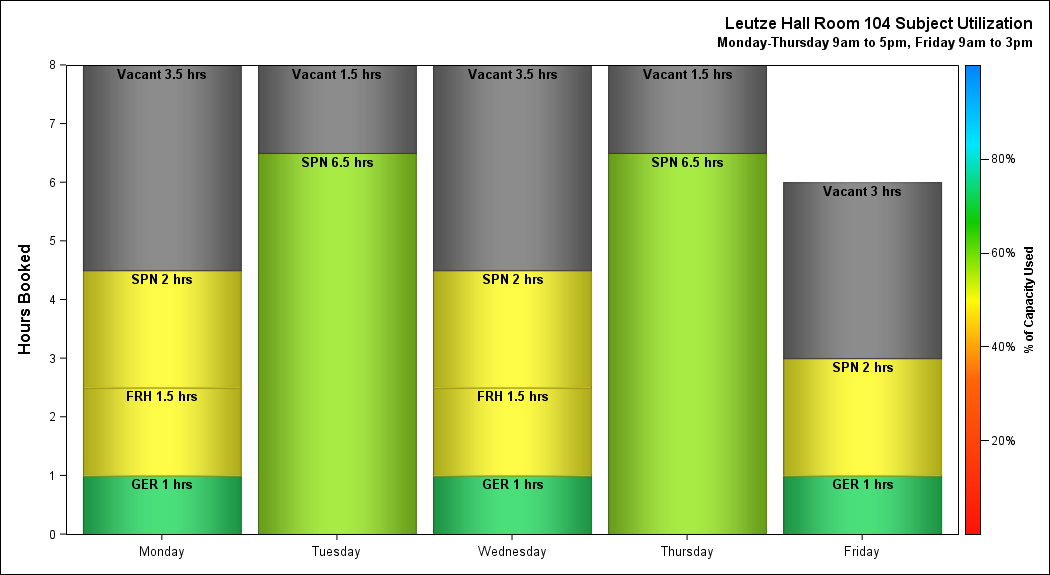 Leutze Hall Room 104 Subject Utilization
Monday-Thursday 9am to 5pm, Friday 9am to 3pm
Hours Booked
8
7
6
5
4
3
2
1
0
Vacant 3.5 hrs
SPN 2 hrs
FRH 1.5 hrs
GER 1 hrs
Vacant 1.5 hrs
SPN 6.5 hrs
Vacant 3.5 hrs
SPN 2 hrs
FRH 1.5 hrs
GER 1 hrs
Vacant 1.5 hrs
SPN 6.5 hrs
Vacant 3 hrs
SPN 2 hrs
GER 1 hrs
Monday
Tuesday
Wednesday
Thursday
Friday
80%
60%
40%
20%
% of Capacity Used